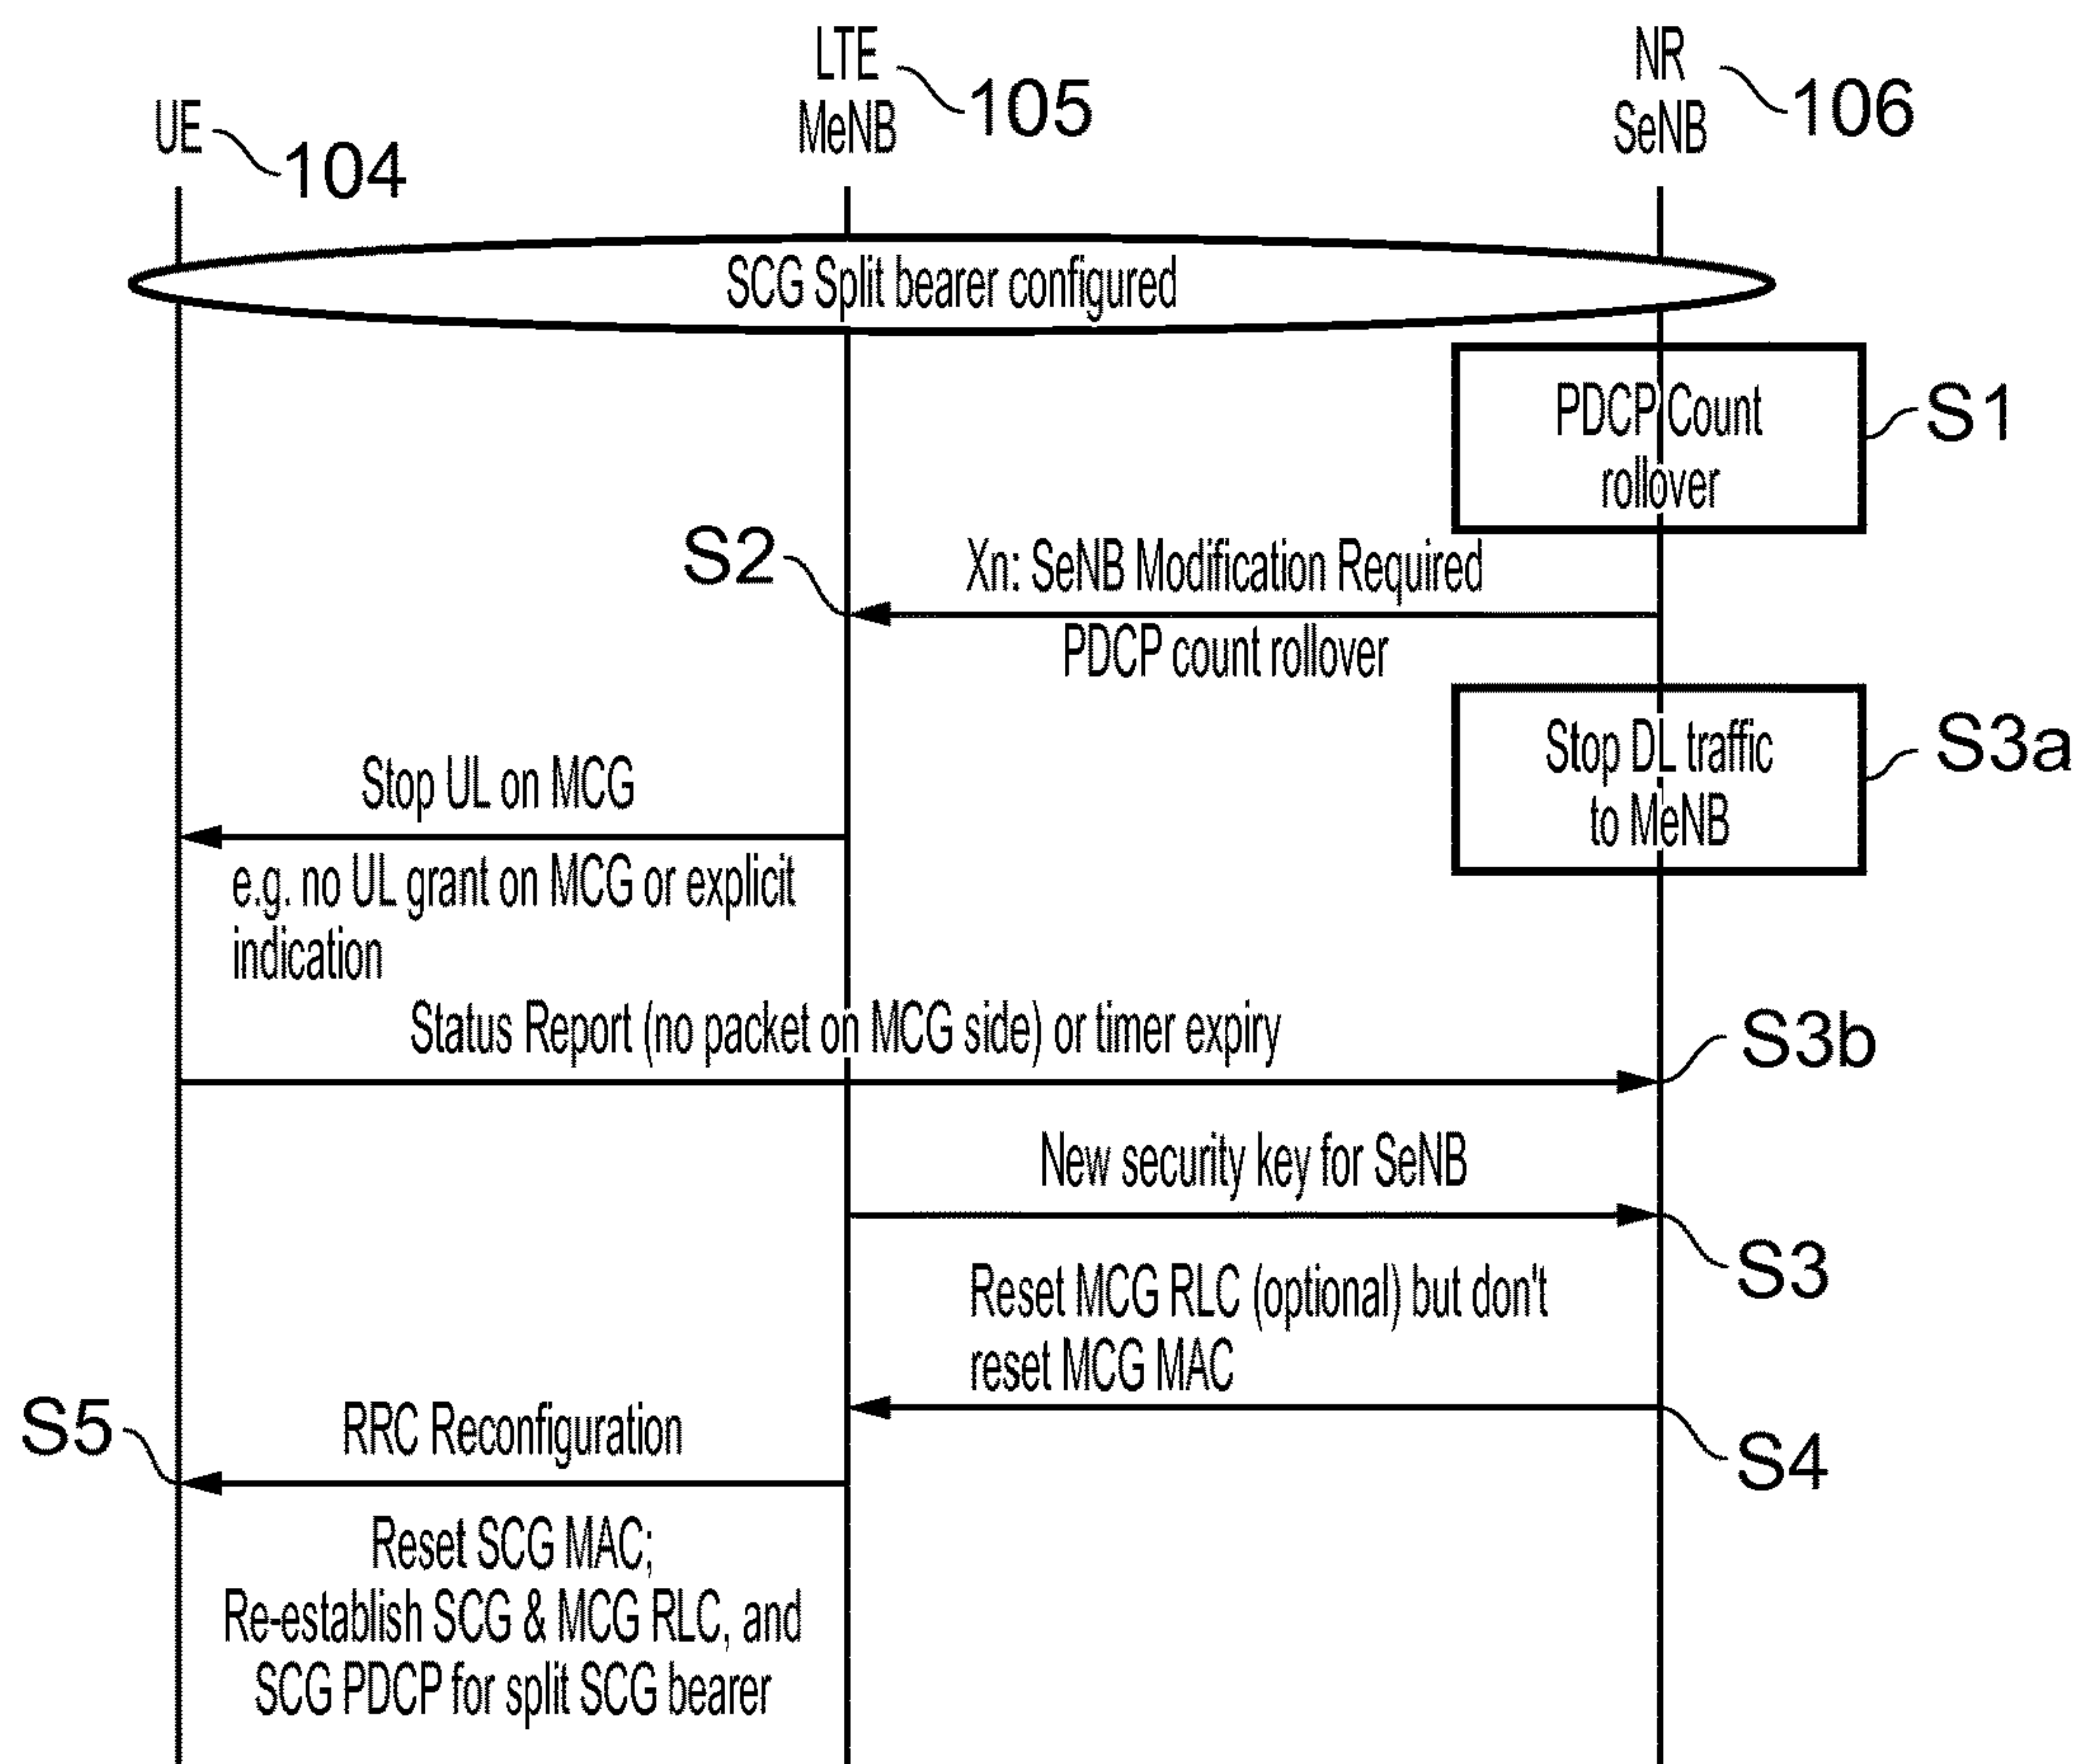 LTE
MeNB
105
NR
SeNB
106
UE
104
SCG Split bearer configured
PDCP Count
rollover
S1
S2
Xn: SeNB Modification Required
PDCP count rollover
Stop DL traffic
to MeNB
S3a
Stop UL on MCG
e.g. no UL grant on MCG or explicit
indication
Status Report (no packet on MCG side) or timer expiry
S3b
New security key for SeNB
S3
Reset MCG RLC (optional) but don't
reset MCG MAC
S4
S5
RRC Reconfiguration
Reset SCG MAC;
Re-establish SCG & MCG RLC, and
SCG PDCP for split SCG bearer